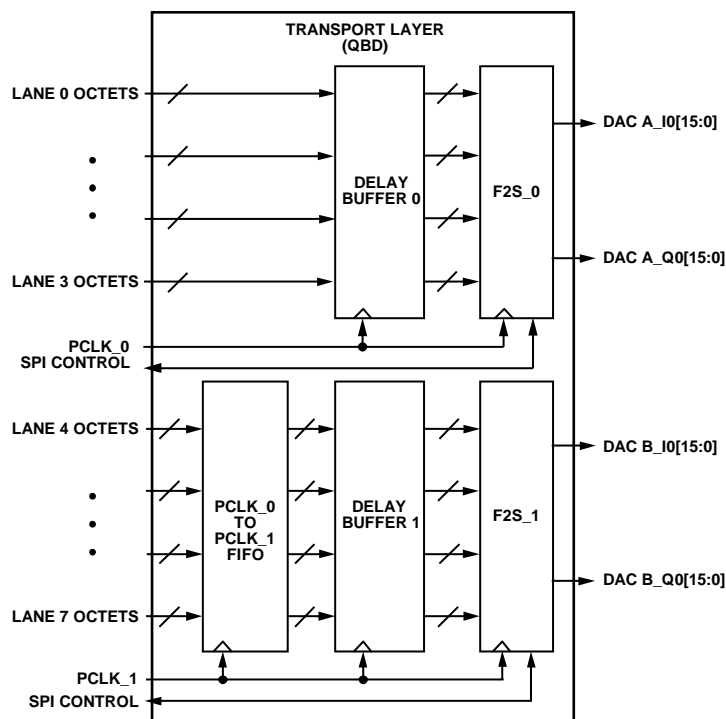 TRANSPORT LAYER
(QBD)
LANE 0 OCTETS
LANE 3 OCTETS
DELAY
BUFFER 0
F2S_0
DAC A_I0[15:0]
DAC A_Q0[15:0]
PCLK_0
SPI CONTROL
LANE 4 OCTETS
LANE 7 OCTETS
PCLK_0
TO
PCLK_1
FIFO
DELAY
BUFFER 1
F2S_1
DAC B_I0[15:0]
DAC B_Q0[15:0]
PCLK_1
SPI CONTROL